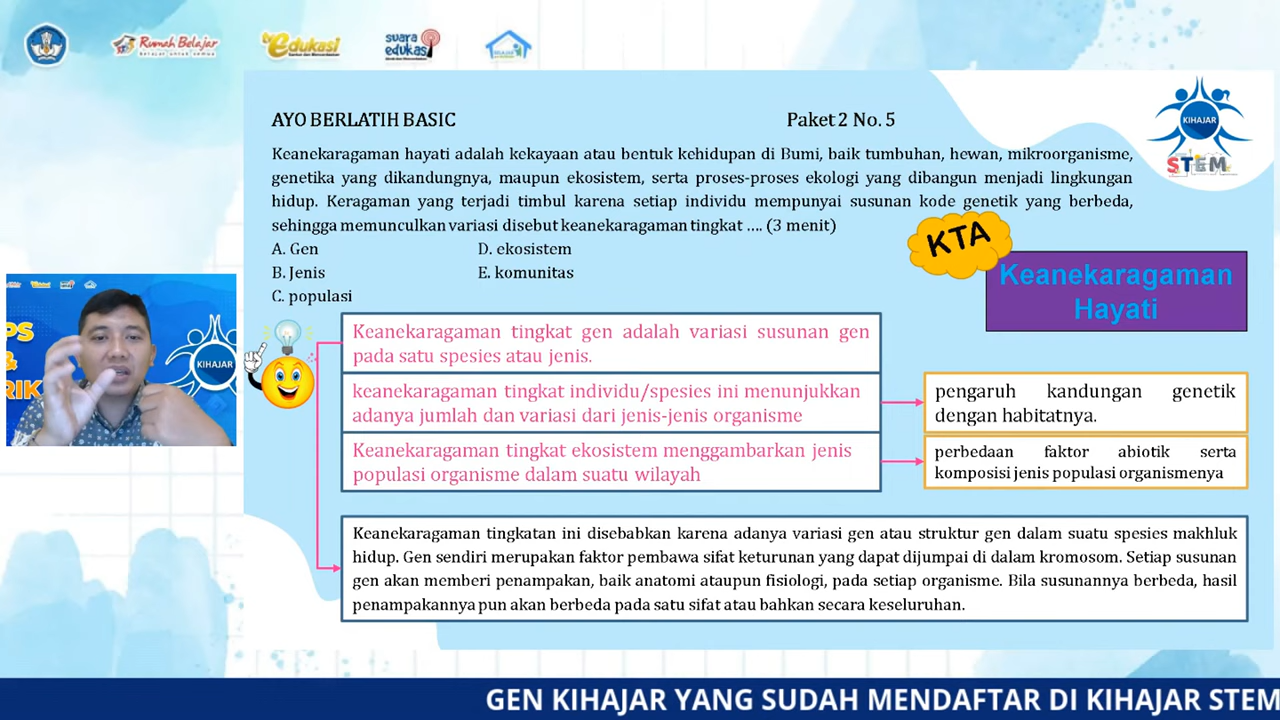 Rumah Belajar
Belajar untuk semua
tv Edukasi
suara
edukasi
KIHAJAR
STEM
AYO BERLATIH BASIC
Paket 2 No. 5
Keanekaragaman hayati adalah kekayaan atau bentuk kehidupan di Bumi, baik tumbuhan, hewan, mikroorganisme,
genetika yang dikandungnya, maupun ekosistem, serta proses-proses ekologi yang dibangun menjadi lingkungan
hidup. Keragaman yang terjadi timbul karena setiap individu mempunyai susunan kode genetik yang berbeda,
sehingga memunculkan variasi disebut keanekaragaman tingkat .... (3 menit)
A. Gen
D. ekosistem
B. Jenis
E. komunitas
C. populasi
KTA
Keanekaragaman
Hayati
Keanekaragaman tingkat gen adalah variasi susunan gen
pada satu spesies atau jenis.
keanekaragaman tingkat individu/spesies ini menunjukkan
adanya jumlah dan variasi dari jenis-jenis organisme
pengaruh kandungan genetik
dengan habitatnya.
Keanekaragaman tingkat ekosistem menggambarkan jenis
populasi organisme dalam suatu wilayah
perbedaan faktor abiotik serta
komposisi jenis populasi organismenya
Keanekaragaman tingkatan ini disebabkan karena adanya variasi gen atau struktur gen dalam suatu spesies makhluk
hidup. Gen sendiri merupakan faktor pembawa sifat keturunan yang dapat dijumpai di dalam kromosom. Setiap susunan
gen akan memberi penampakan, baik anatomi ataupun fisiologi, pada setiap organisme. Bila susunannya berbeda, hasil
penampakannya pun akan berbeda pada satu sifat atau bahkan secara keseluruhan.
PS
&
RIK
KIHAJAR
GEN KIHAJAR YANG SUDAH MENDAFTAR DI KIHAJAR STEM